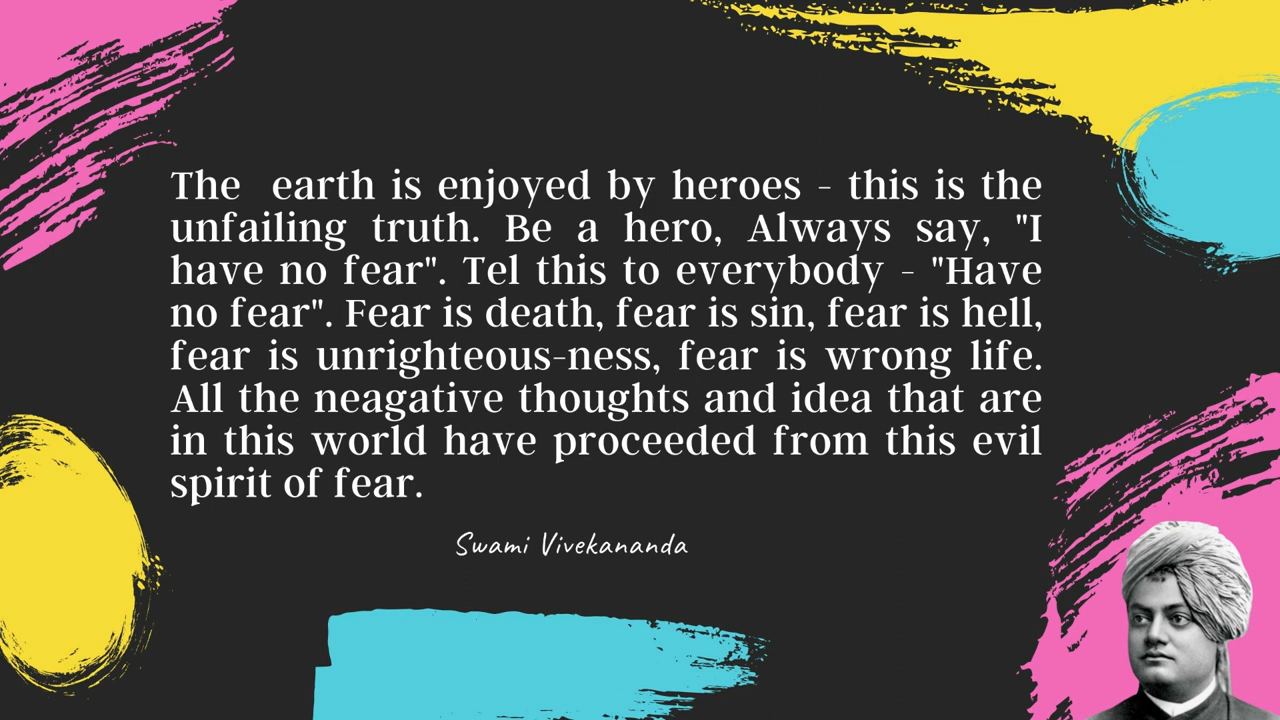 The earth is enjoyed by heroes - this is the
unfailing truth. Be a hero, Always say, "I
have no fear". Tel this to everybody - "Have
no fear". Fear is death, fear is sin, fear is hell,
fear is unrighteous-ness, fear is wrong life.
All the neagative thoughts and idea that are
in this world have proceeded from this evil
spirit of fear.
Swami Vivekananda